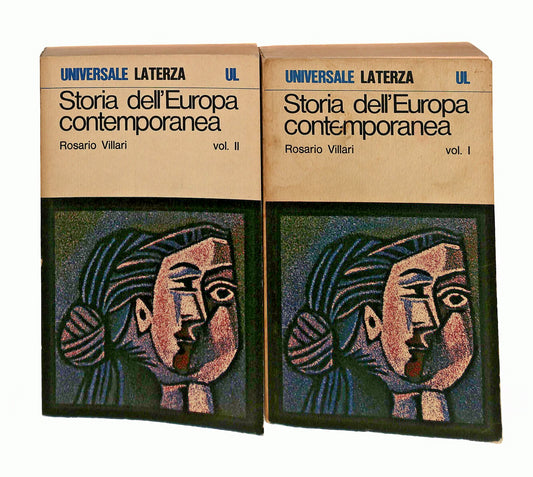 UNIVERSALE LATERZA UL
Storia dell'Europa
contemporanea
Rosario Villari vol. II
UNIVERSALE LATERZA UL
Storia dell'Europa
contemporanea
Rosario Villari vol. I